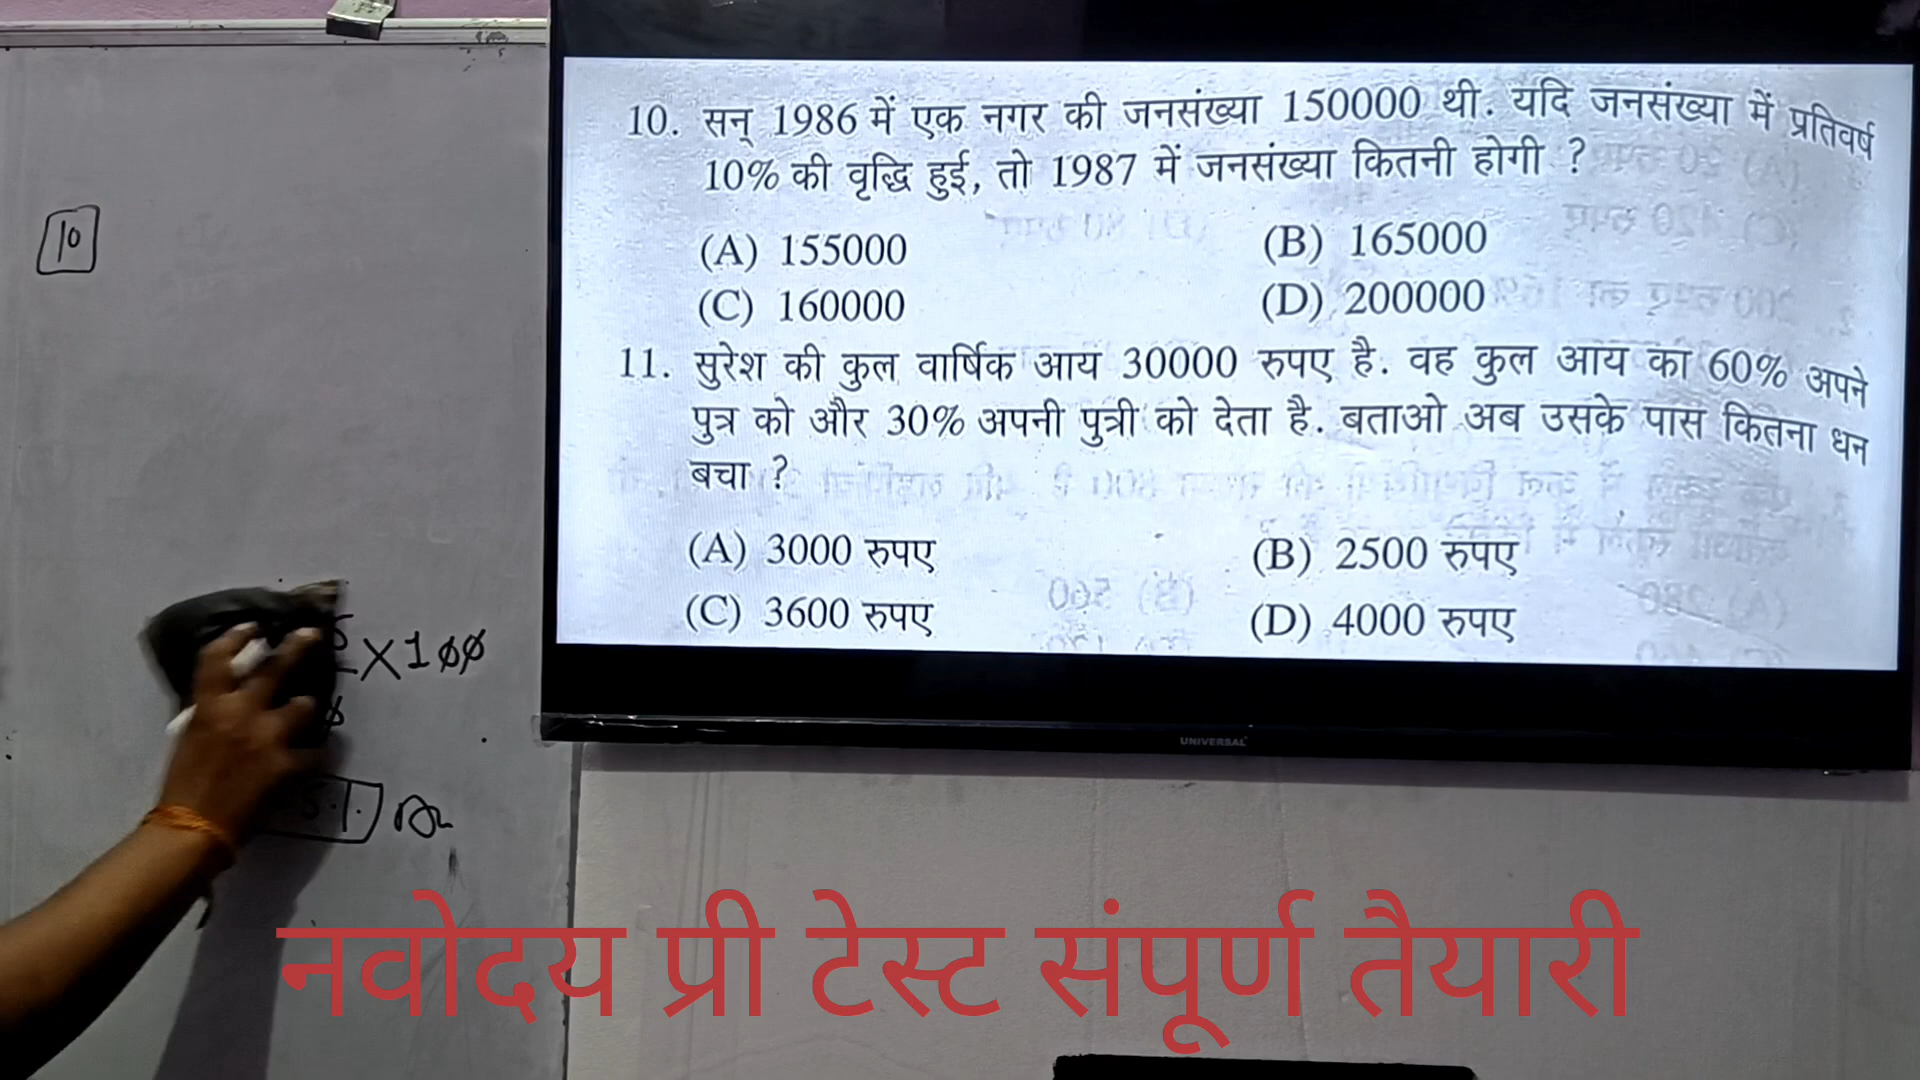 10. सन् 1986 में एक नगर की जनसंख्या 150000 थी. यदि जनसंख्या में प्रतिवर्ष
10% की वृद्धि हुई, तो 1987 में जनसंख्या कितनी होगी ?
(A) 155000 (B) 165000
(C) 160000 (D) 200000
11. सुरेश की कुल वार्षिक आय 30000 रुपए है. वह कुल आय का 60% अपने
पुत्र को और 30% अपनी पुत्री को देता है. बताओ अब उसके पास कितना धन
बचा ?
(A) 3000 रुपए (B) 2500 रुपए
(C) 3600 रुपए (D) 4000 रुपए
UNIVERSAL
10
X100
नवोदय प्री टेस्ट संपूर्ण तैयारी